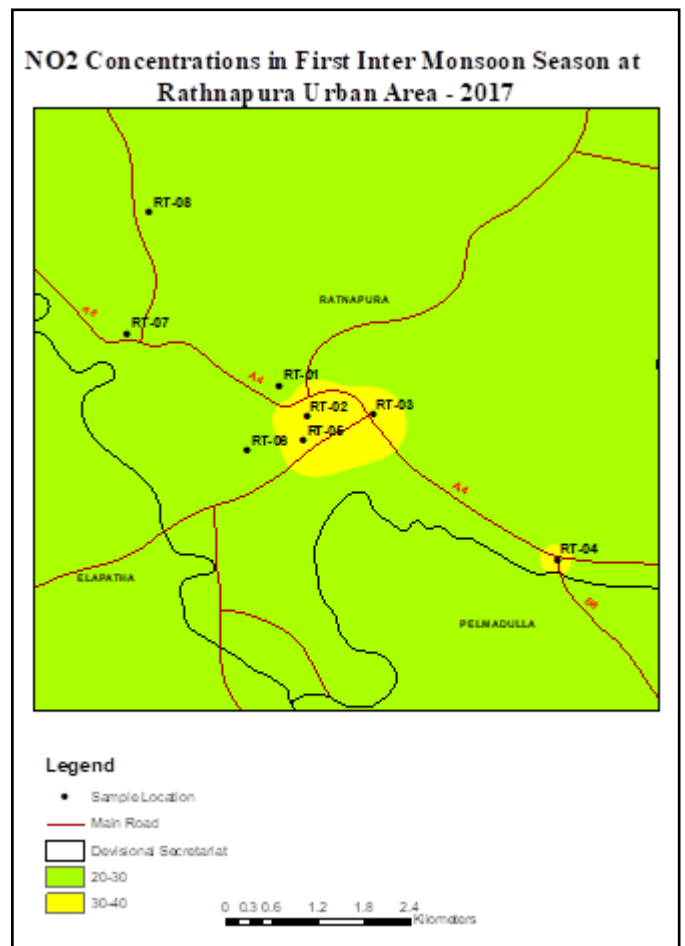 NO2 Concentrations in First Inter Monsoon Season at
Rathnapura Urban Area - 2017
RT-08
RATNAPURA
A4
RT-07
A4
RT-01
RT-02
RT-03
RT-05
RT-06
A4
RT-04
ELAPATHA
PELMADULLA
Legend
Sample Location
Main Road
Devisional Secretariat
20-30
30-40
0 0.3 0.6 1.2 1.8 2.4
Kilometers